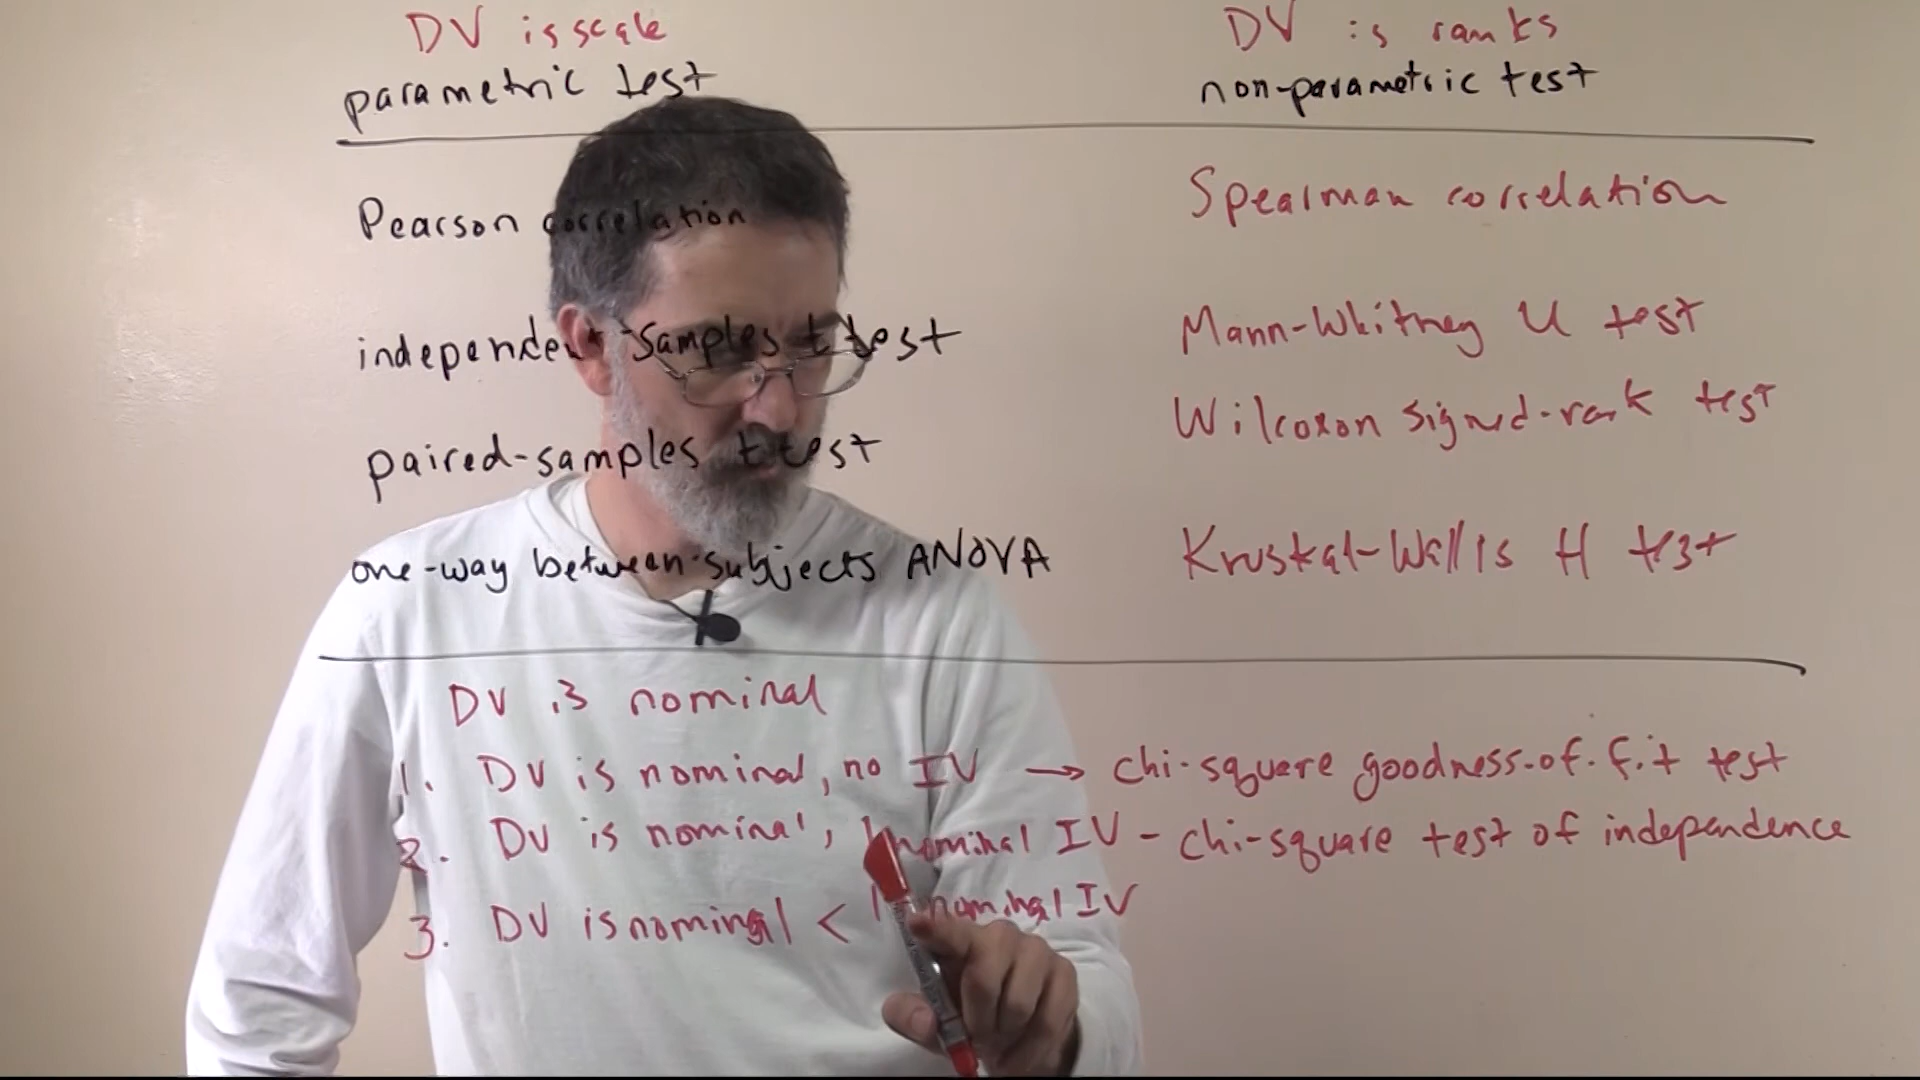 DV is scale
parametric test
DV is ranks
non-parametric test
Pearson correlation
Spearman correlation
independent-samples t test
Mann-Whitney U test
paired-samples t test
Wilcoxon signed-rank test
one-way between-subjects ANOVA
Kruskal-Wallis H test
DV is nominal
1. DV is nominal, no IV → chi-square goodness-of-fit test
2. DV is nominal, 1 nominal IV - chi-square test of independence
3. DV is nominal < 1 nominal IV